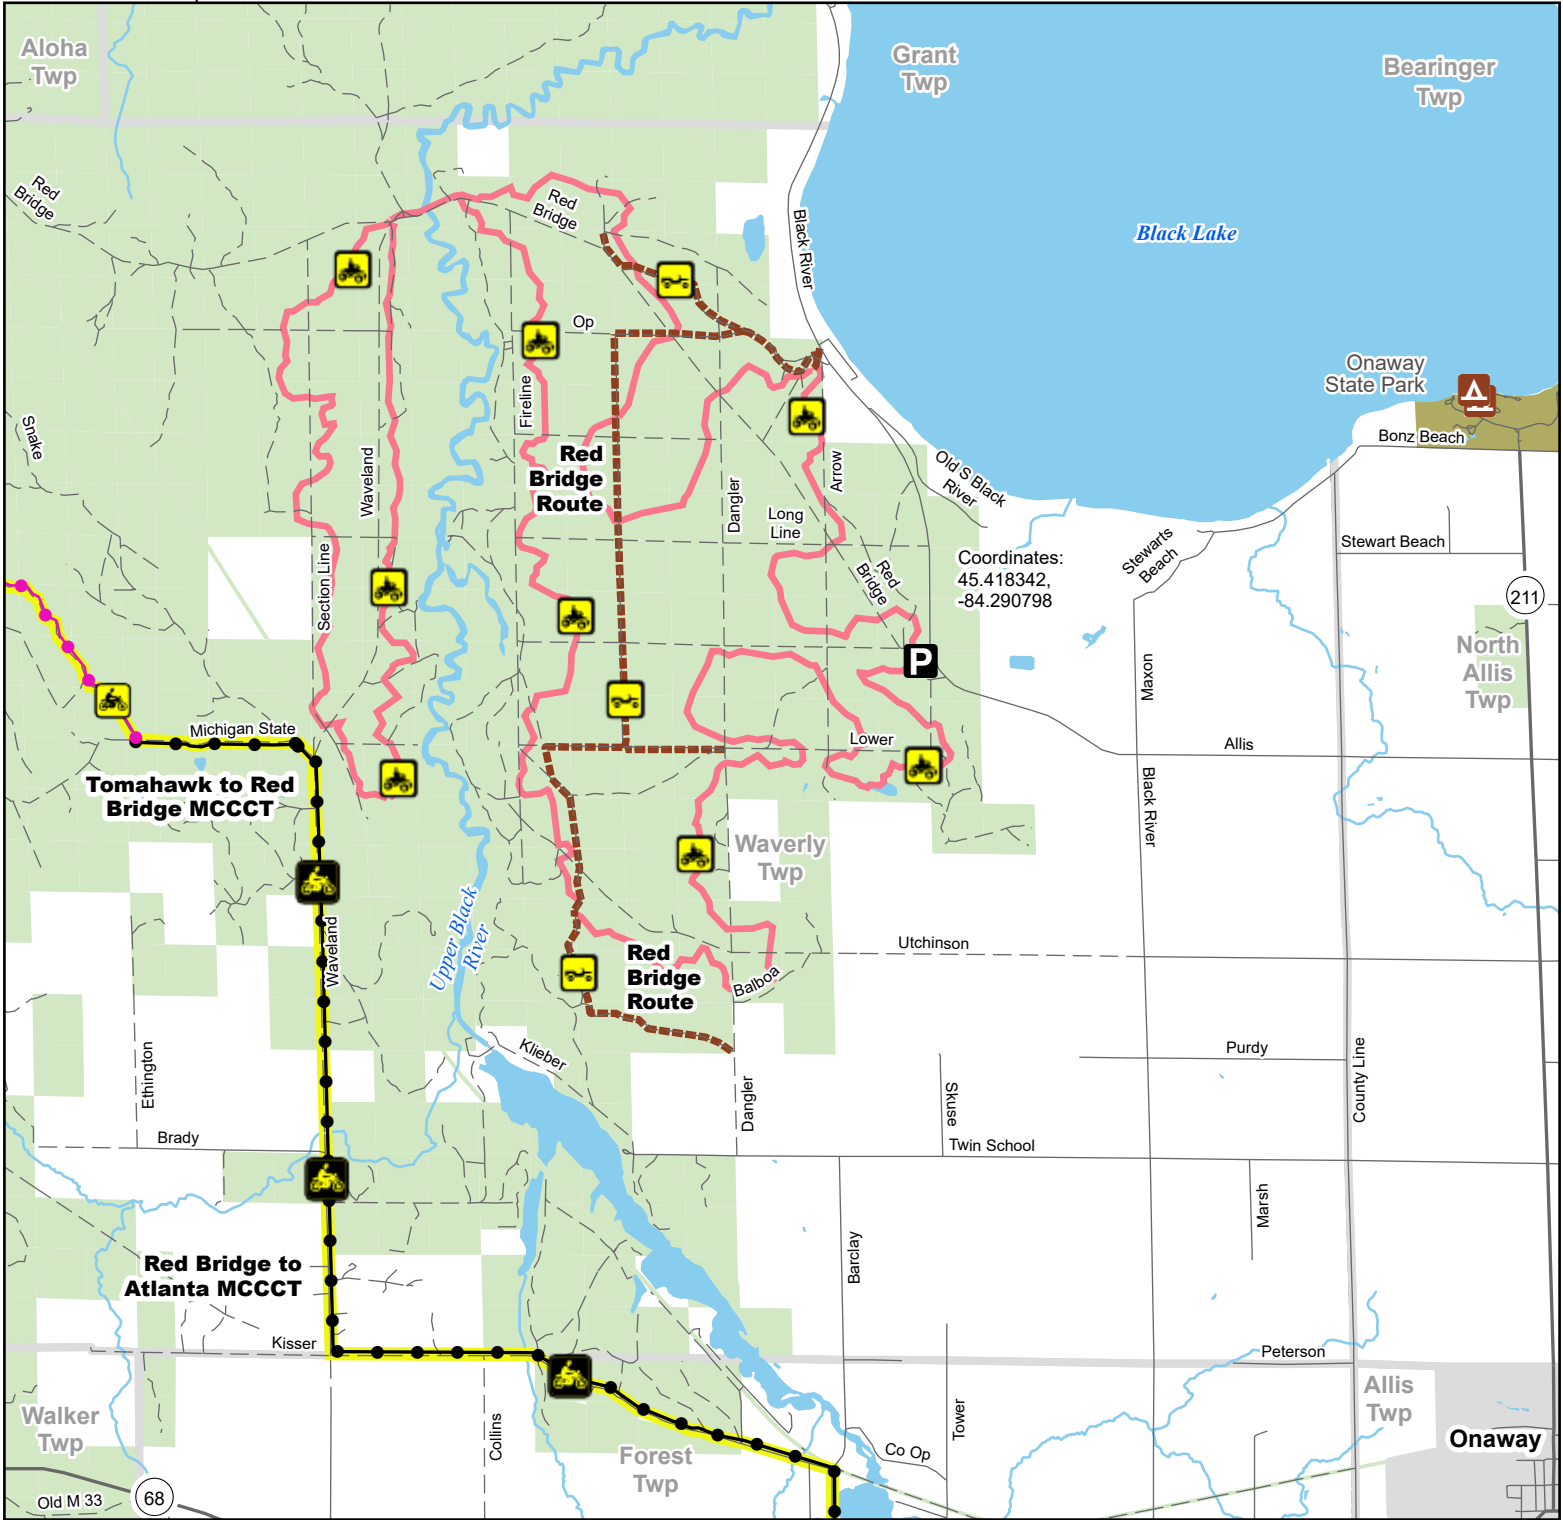 Aloha
Twp
Grant
Twp
Bearinger
Twp
Red
Bridge
Red
Bridge
Black River
Black Lake
Op
Onaway
State Park
Bonz Beach
Snake
Fireline
Waveland
Red
Bridge
Route
Dangler
Arrow
Old S Black
River
Long
Line
Section Line
Red
Bridge
Coordinates:
45.418342,
-84.290798
Stewarts
Beach
Stewart Beach
211
P
Maxon
North
Allis
Twp
Michigan State
Lower
Allis
Tomahawk to Red
Bridge MCCCT
Black River
Waverly
Twp
Upper Black
River
Waveland
Utchinson
Red
Bridge
Route
Balboa
Klieber
Ethington
Dangler
Skuse
Purdy
County Line
Brady
Twin School
Marsh
Barclay
Red Bridge to
Atlanta MCCCT
Kisser
Peterson
Walker
Twp
Collins
Forest
Twp
Tower
Co Op
Allis
Twp
Onaway
Old M 33
68